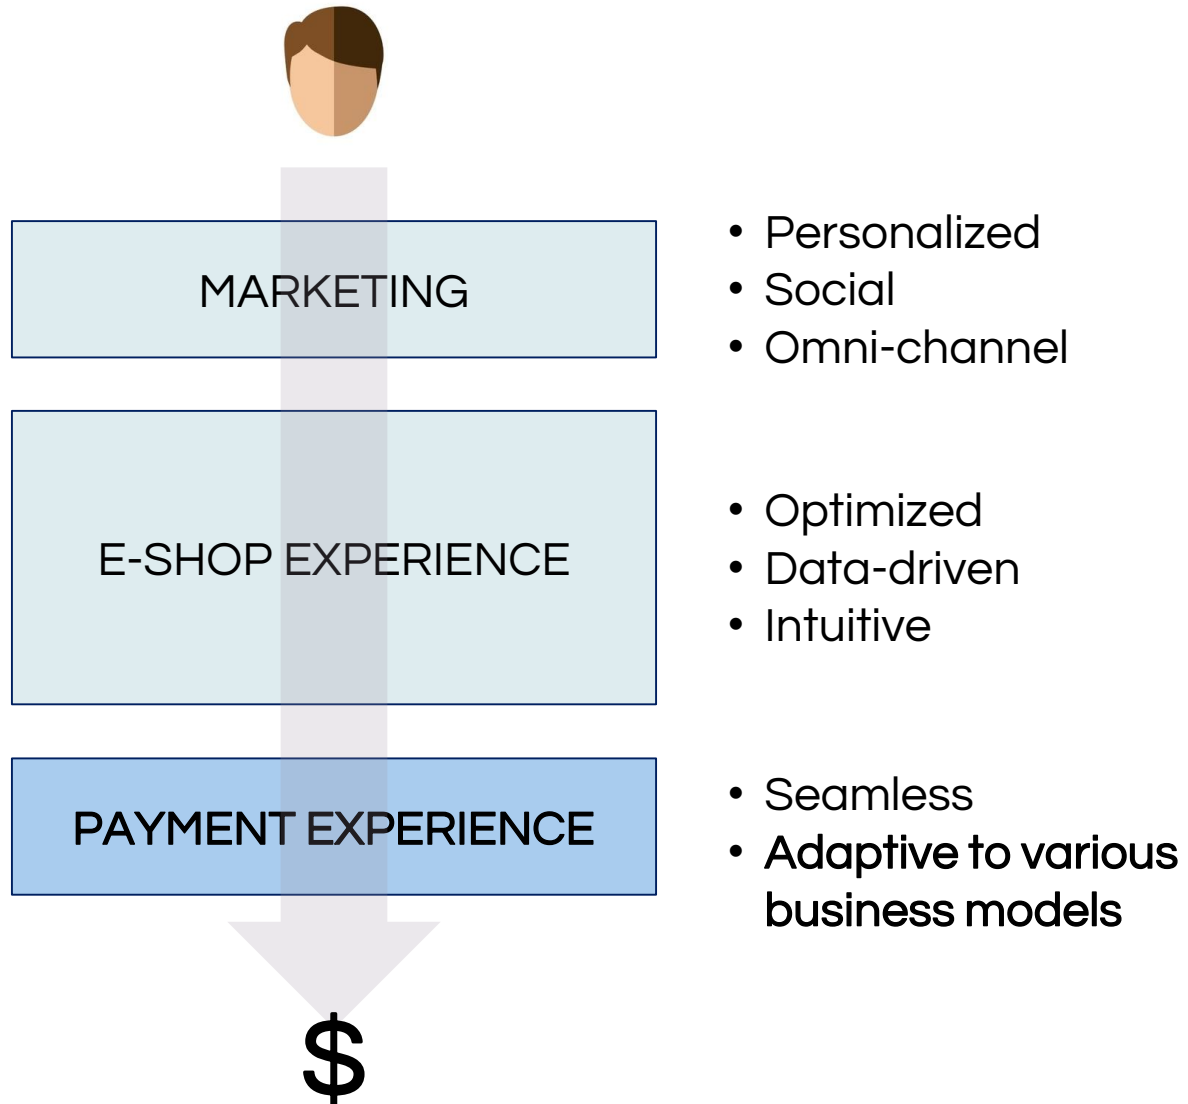 MARKETING
• Personalized
• Social
• Omni-channel
E-SHOP EXPERIENCE
• Optimized
• Data-driven
• Intuitive
PAYMENT EXPERIENCE
• Seamless
• Adaptive to various
business models
$